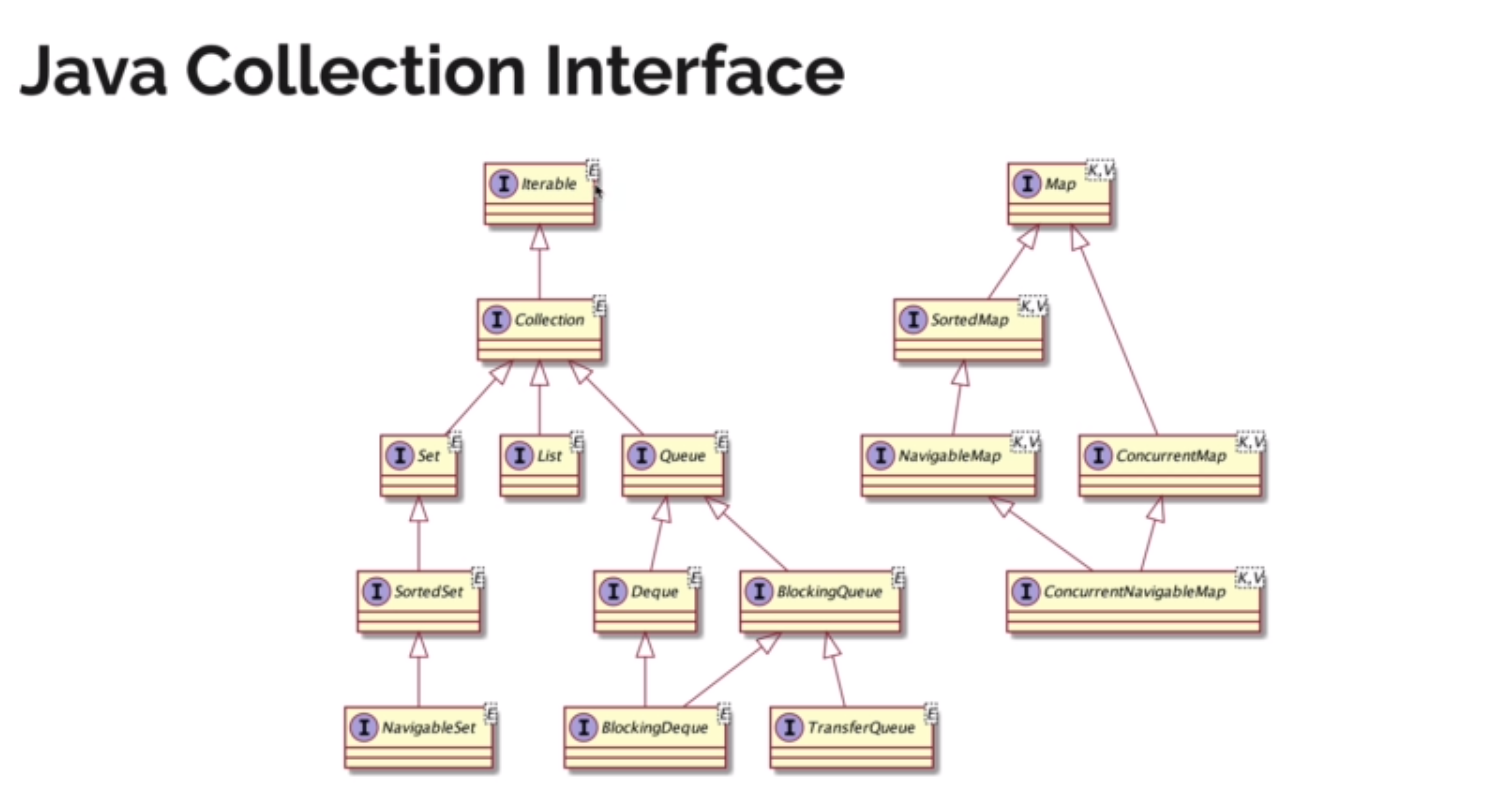 Java Collection Interface
I Iterable E
I Map K,V
I Collection E
I SortedMap K,V
I Set E
I List E
I Queue E
I NavigableMap K,V
I ConcurrentMap K,V
I SortedSet E
I Deque E
I BlockingQueue E
I ConcurrentNavigableMap K,V
I NavigableSet E
I BlockingDeque E
I TransferQueue E